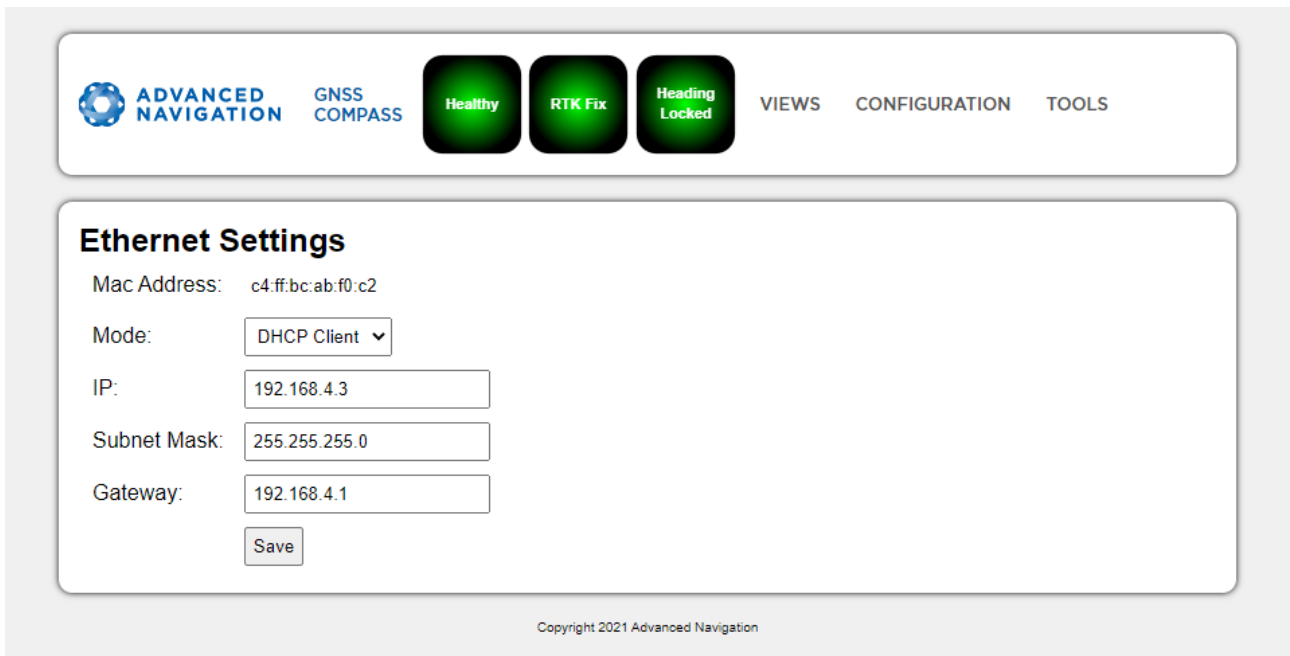 ADVANCED
NAVIGATION
GNSS
COMPASS
Healthy
RTK Fix
Heading
Locked
VIEWS
CONFIGURATION
TOOLS
Ethernet Settings
Mac Address: c4:ff:bc:ab:f0:c2
Mode: DHCP Client
IP: 192.168.4.3
Subnet Mask: 255.255.255.0
Gateway: 192.168.4.1
Save
Copyright 2021 Advanced Navigation